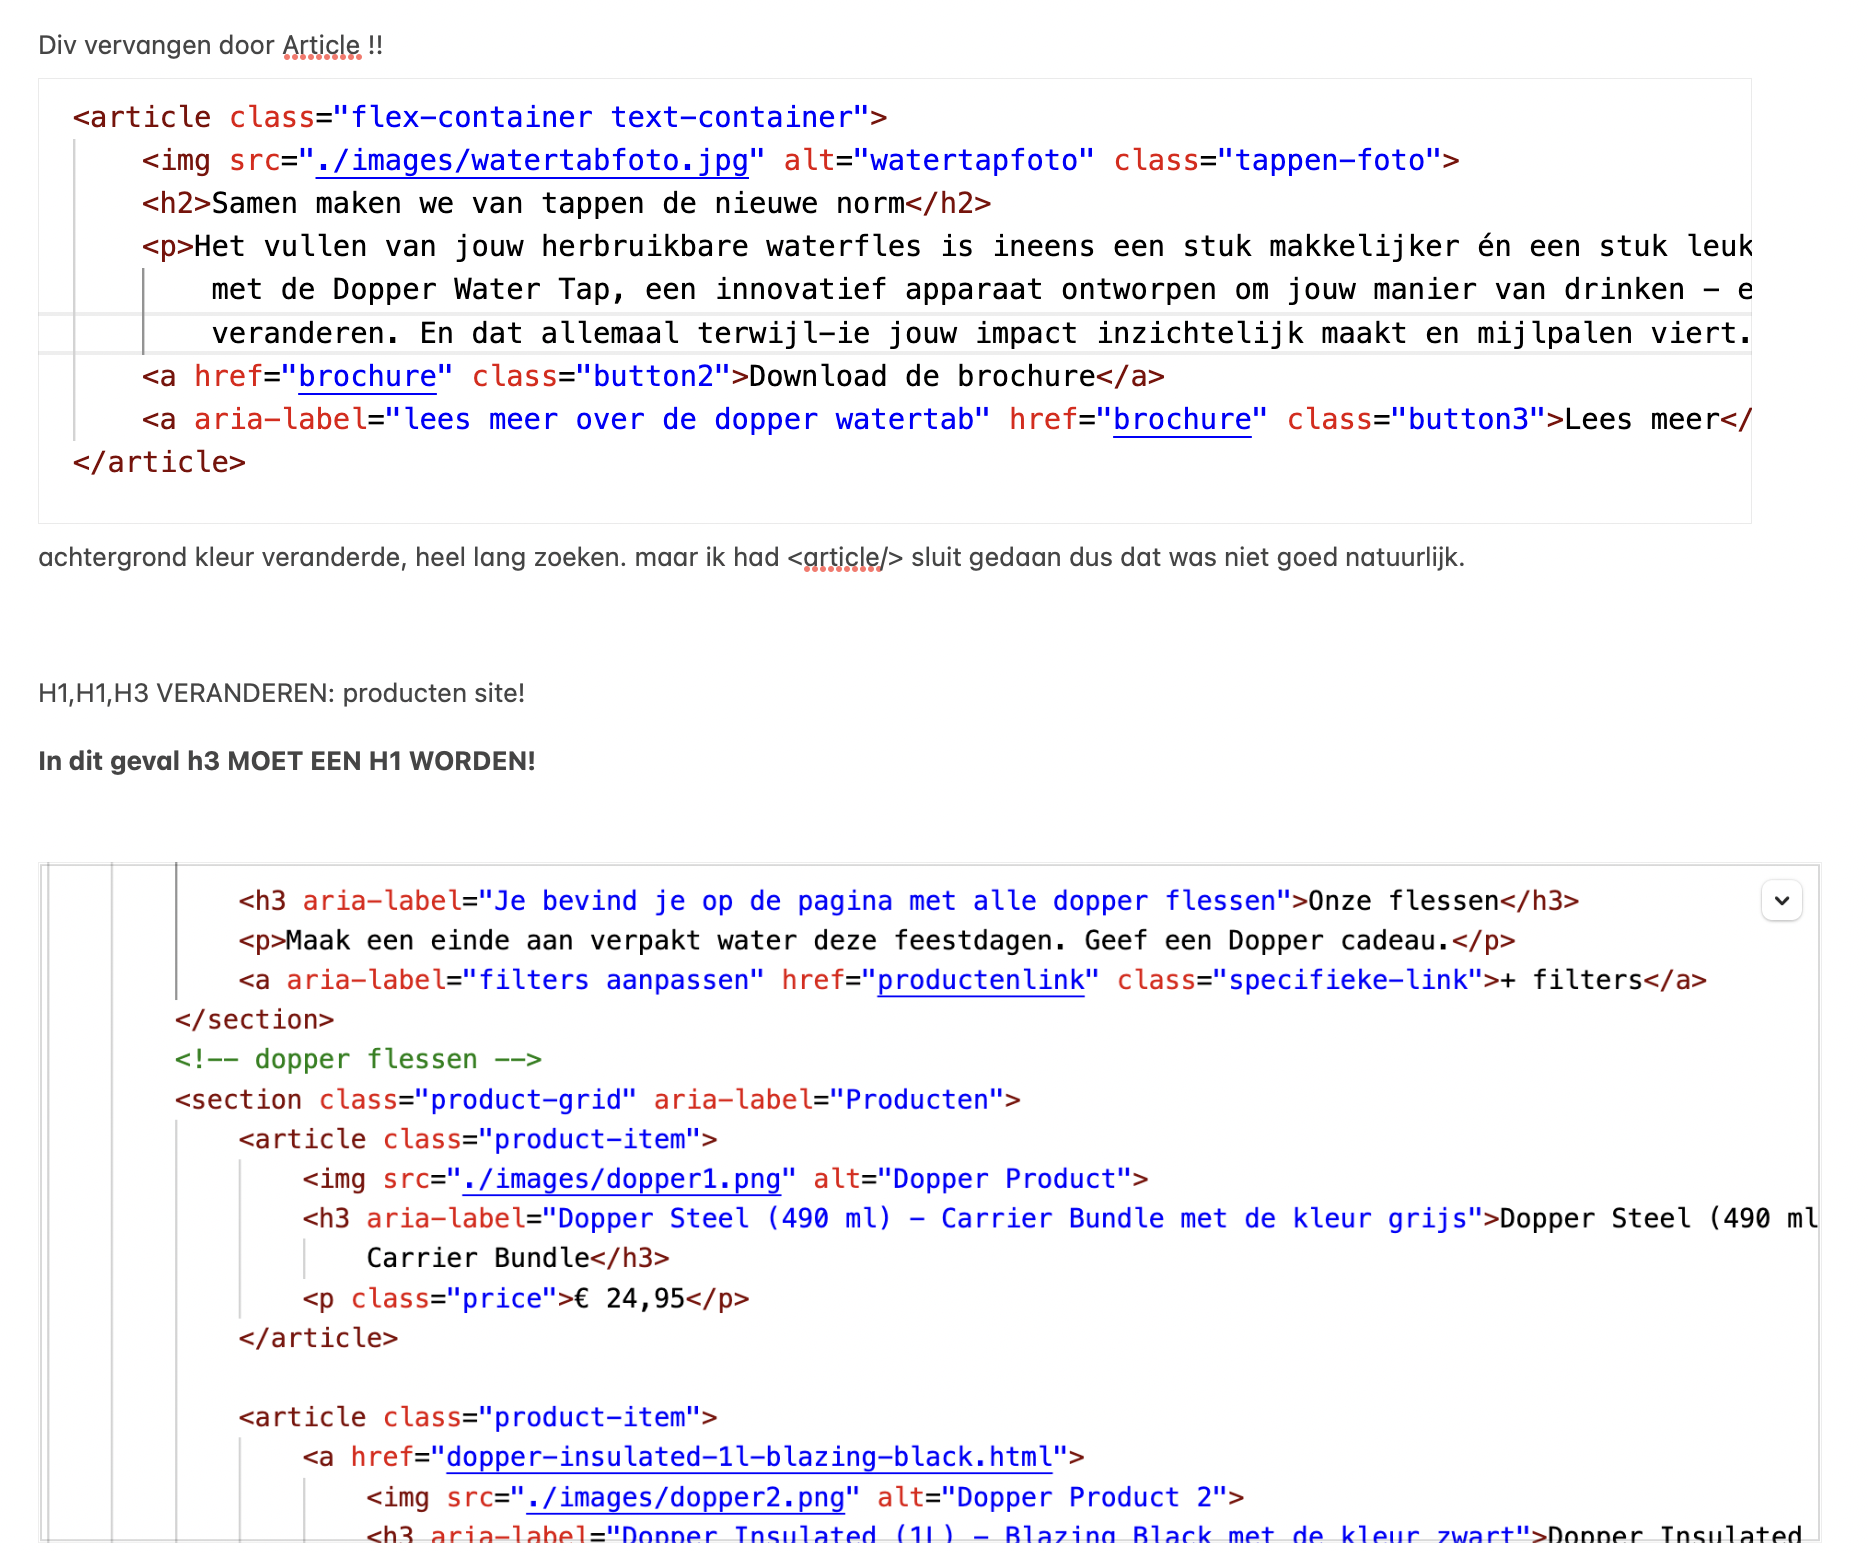 Div vervangen door Article !!
<article class="flex-container text-container">
<img src="./images/watertabfoto.jpg" alt="watertapfoto" class="tappen-foto">
<h2>Samen maken we van tappen de nieuwe norm</h2>
<p>Het vullen van jouw herbruikbare waterfles is ineens een stuk makkelijker én een stuk leuk
met de Dopper Water Tap, een innovatief apparaat ontworpen om jouw manier van drinken – e
veranderen. En dat allemaal terwijl-ie jouw impact inzichtelijk maakt en mijlpalen viert.
<a href="brochure" class="button2">Download de brochure</a>
<a aria-label="lees meer over de dopper watertab" href="brochure" class="button3">Lees meer</
</article>
achtergrond kleur veranderde, heel lang zoeken. maar ik had <article/> sluit gedaan dus dat was niet goed natuurlijk.
H1,H1,H3 VERANDEREN: producten site!
In dit geval h3 MOET EEN H1 WORDEN!
<h3 aria-label="Je bevind je op de pagina met alle dopper flessen">Onze flessen</h3>
<p>Maak een einde aan verpakt water deze feestdagen. Geef een Dopper cadeau.</p>
<a aria-label="filters aanpassen" href="productenlink" class="specifieke-link">+ filters</a>
</section>
<!-- dopper flessen -->
<section class="product-grid" aria-label="Producten">
<article class="product-item">
<img src="./images/dopper1.png" alt="Dopper Product">
<h3 aria-label="Dopper Steel (490 ml) – Carrier Bundle met de kleur grijs">Dopper Steel (490 ml
Carrier Bundle</h3>
<p class="price">€ 24,95</p>
</article>
<article class="product-item">
<a href="dopper-insulated-1l-blazing-black.html">
<img src="./images/dopper2.png" alt="Dopper Product 2">
<h3 aria-label="Dopper Insulated (1L) – Blazing Black met de kleur zwart">Dopper Insulated